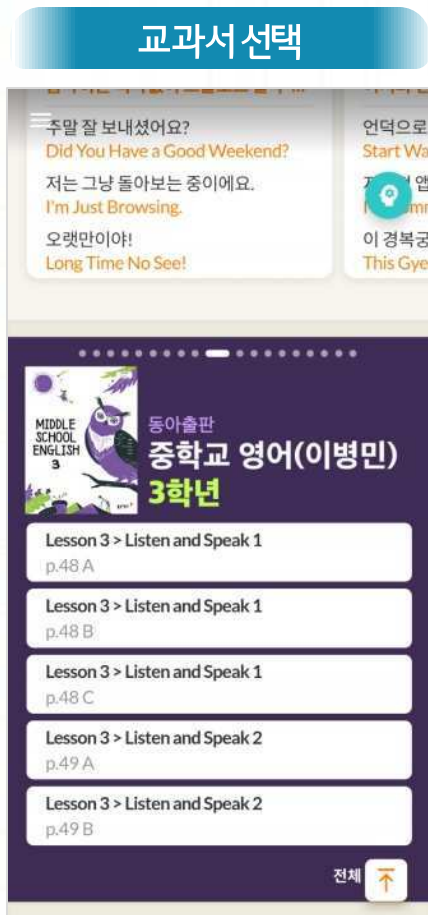 교과서 선택
주말 잘 보내셨어요?
Did You Have a Good Weekend?
저는 그냥 돌아보는 중이에요.
I'm Just Browsing.
오랫만이야!
Long Time No See!
언덕으로
Start Wa
앱
이 경복궁
This Gye
MIDDLE
SCHOOL
ENGLISH
3
동아출판
중학교 영어(이병민)
3학년
Lesson 3 > Listen and Speak 1
p.48 A
Lesson 3 > Listen and Speak 1
p.48 B
Lesson 3 > Listen and Speak 1
p.48 C
Lesson 3 > Listen and Speak 2
p.49 A
Lesson 3 > Listen and Speak 2
p.49 B
전체